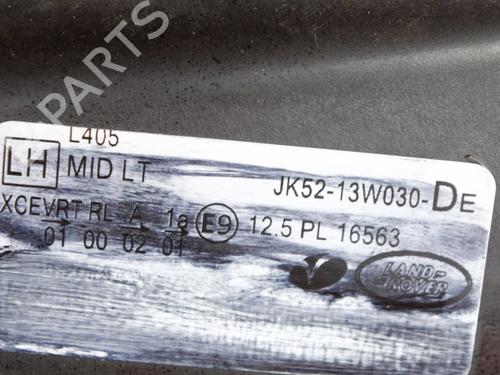 L405
LH MID LT
JK52-13W030-DE
XCEVRT RL A 1a E9 12.5 PL 16563
01 00 02 01
LAND-
ROVER
PARTS